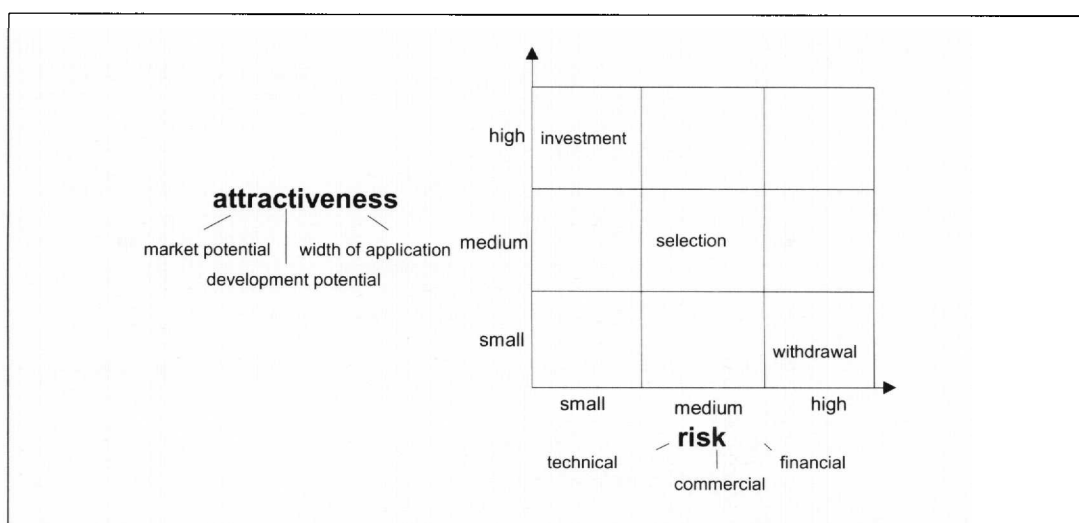 high
investment
attractiveness
market potential
width of application
development potential
medium
selection
small
withdrawal
small
medium
high
risk
technical
commercial
financial